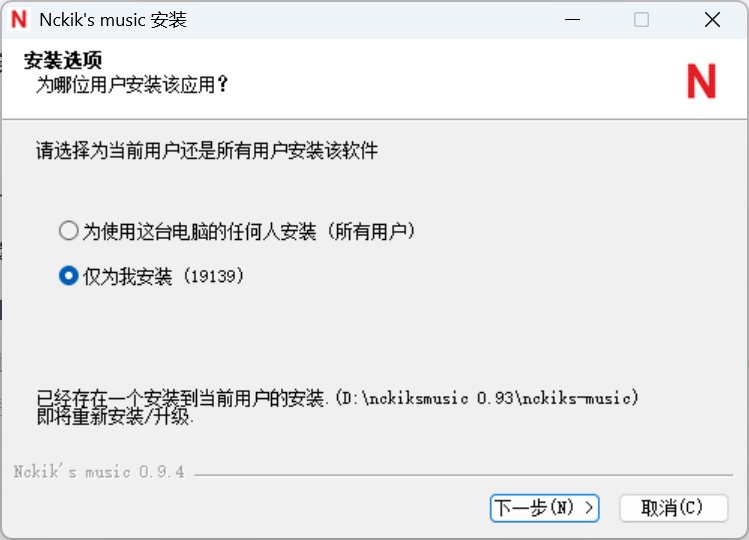 N Nckik's music 安装
安装选项
为哪位用户安装该应用？
N
请选择为当前用户还是所有用户安装该软件
为使用这台电脑的任何人安装（所有用户）
仅为我安装（19139）
已经存在一个安装到当前用户的安装.(D:\nckiksmusic 0.93\nckiks-music)
即将重新安装/升级.
Nckik's music 0.9.4
下一步(N) >
取消(C)